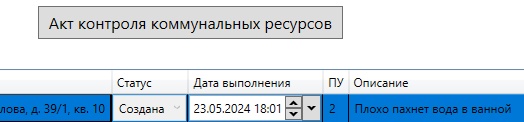 Акт контроля коммунальных ресурсов
Статус Дата выполнения ПУ Описание
лова, д. 39/1, кв. 10 Создана 23.05.2024 18:01 2 Плохо пахнет вода в ванной